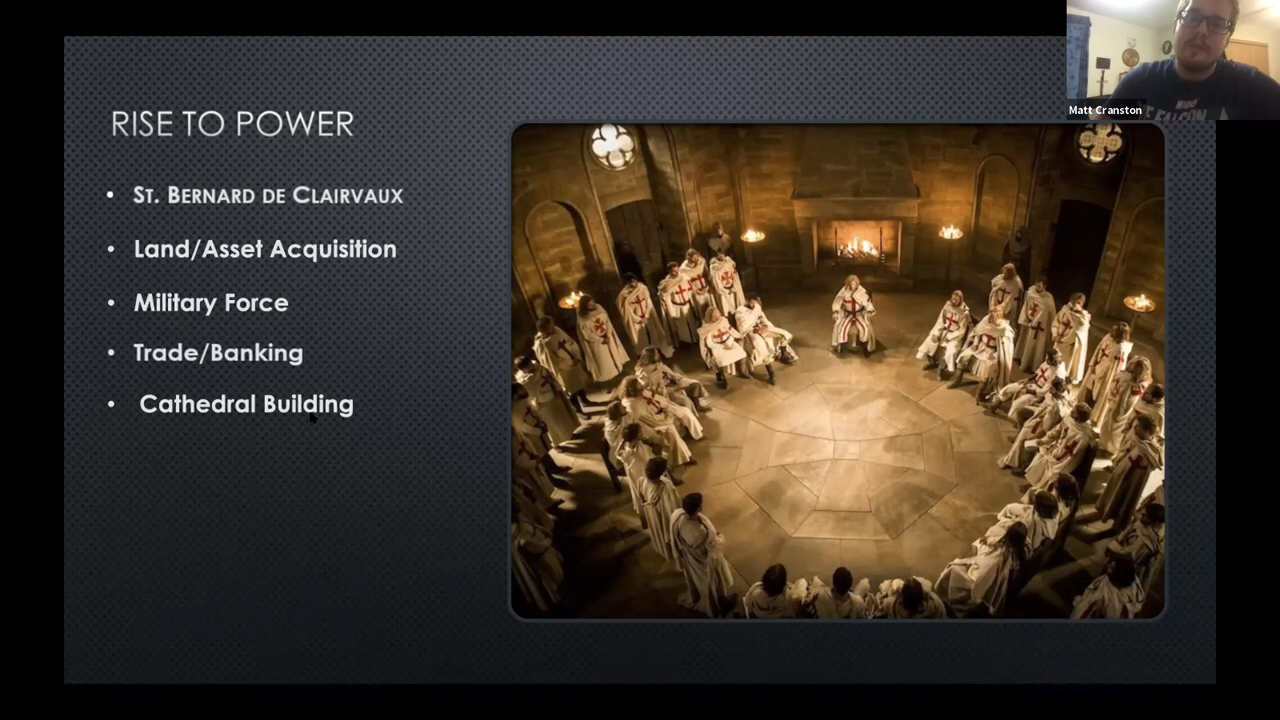 RISE TO POWER
• ST. BERNARD DE CLAIRVAUX
• Land/Asset Acquisition
• Military Force
• Trade/Banking
• Cathedral Building
Matt Cranston